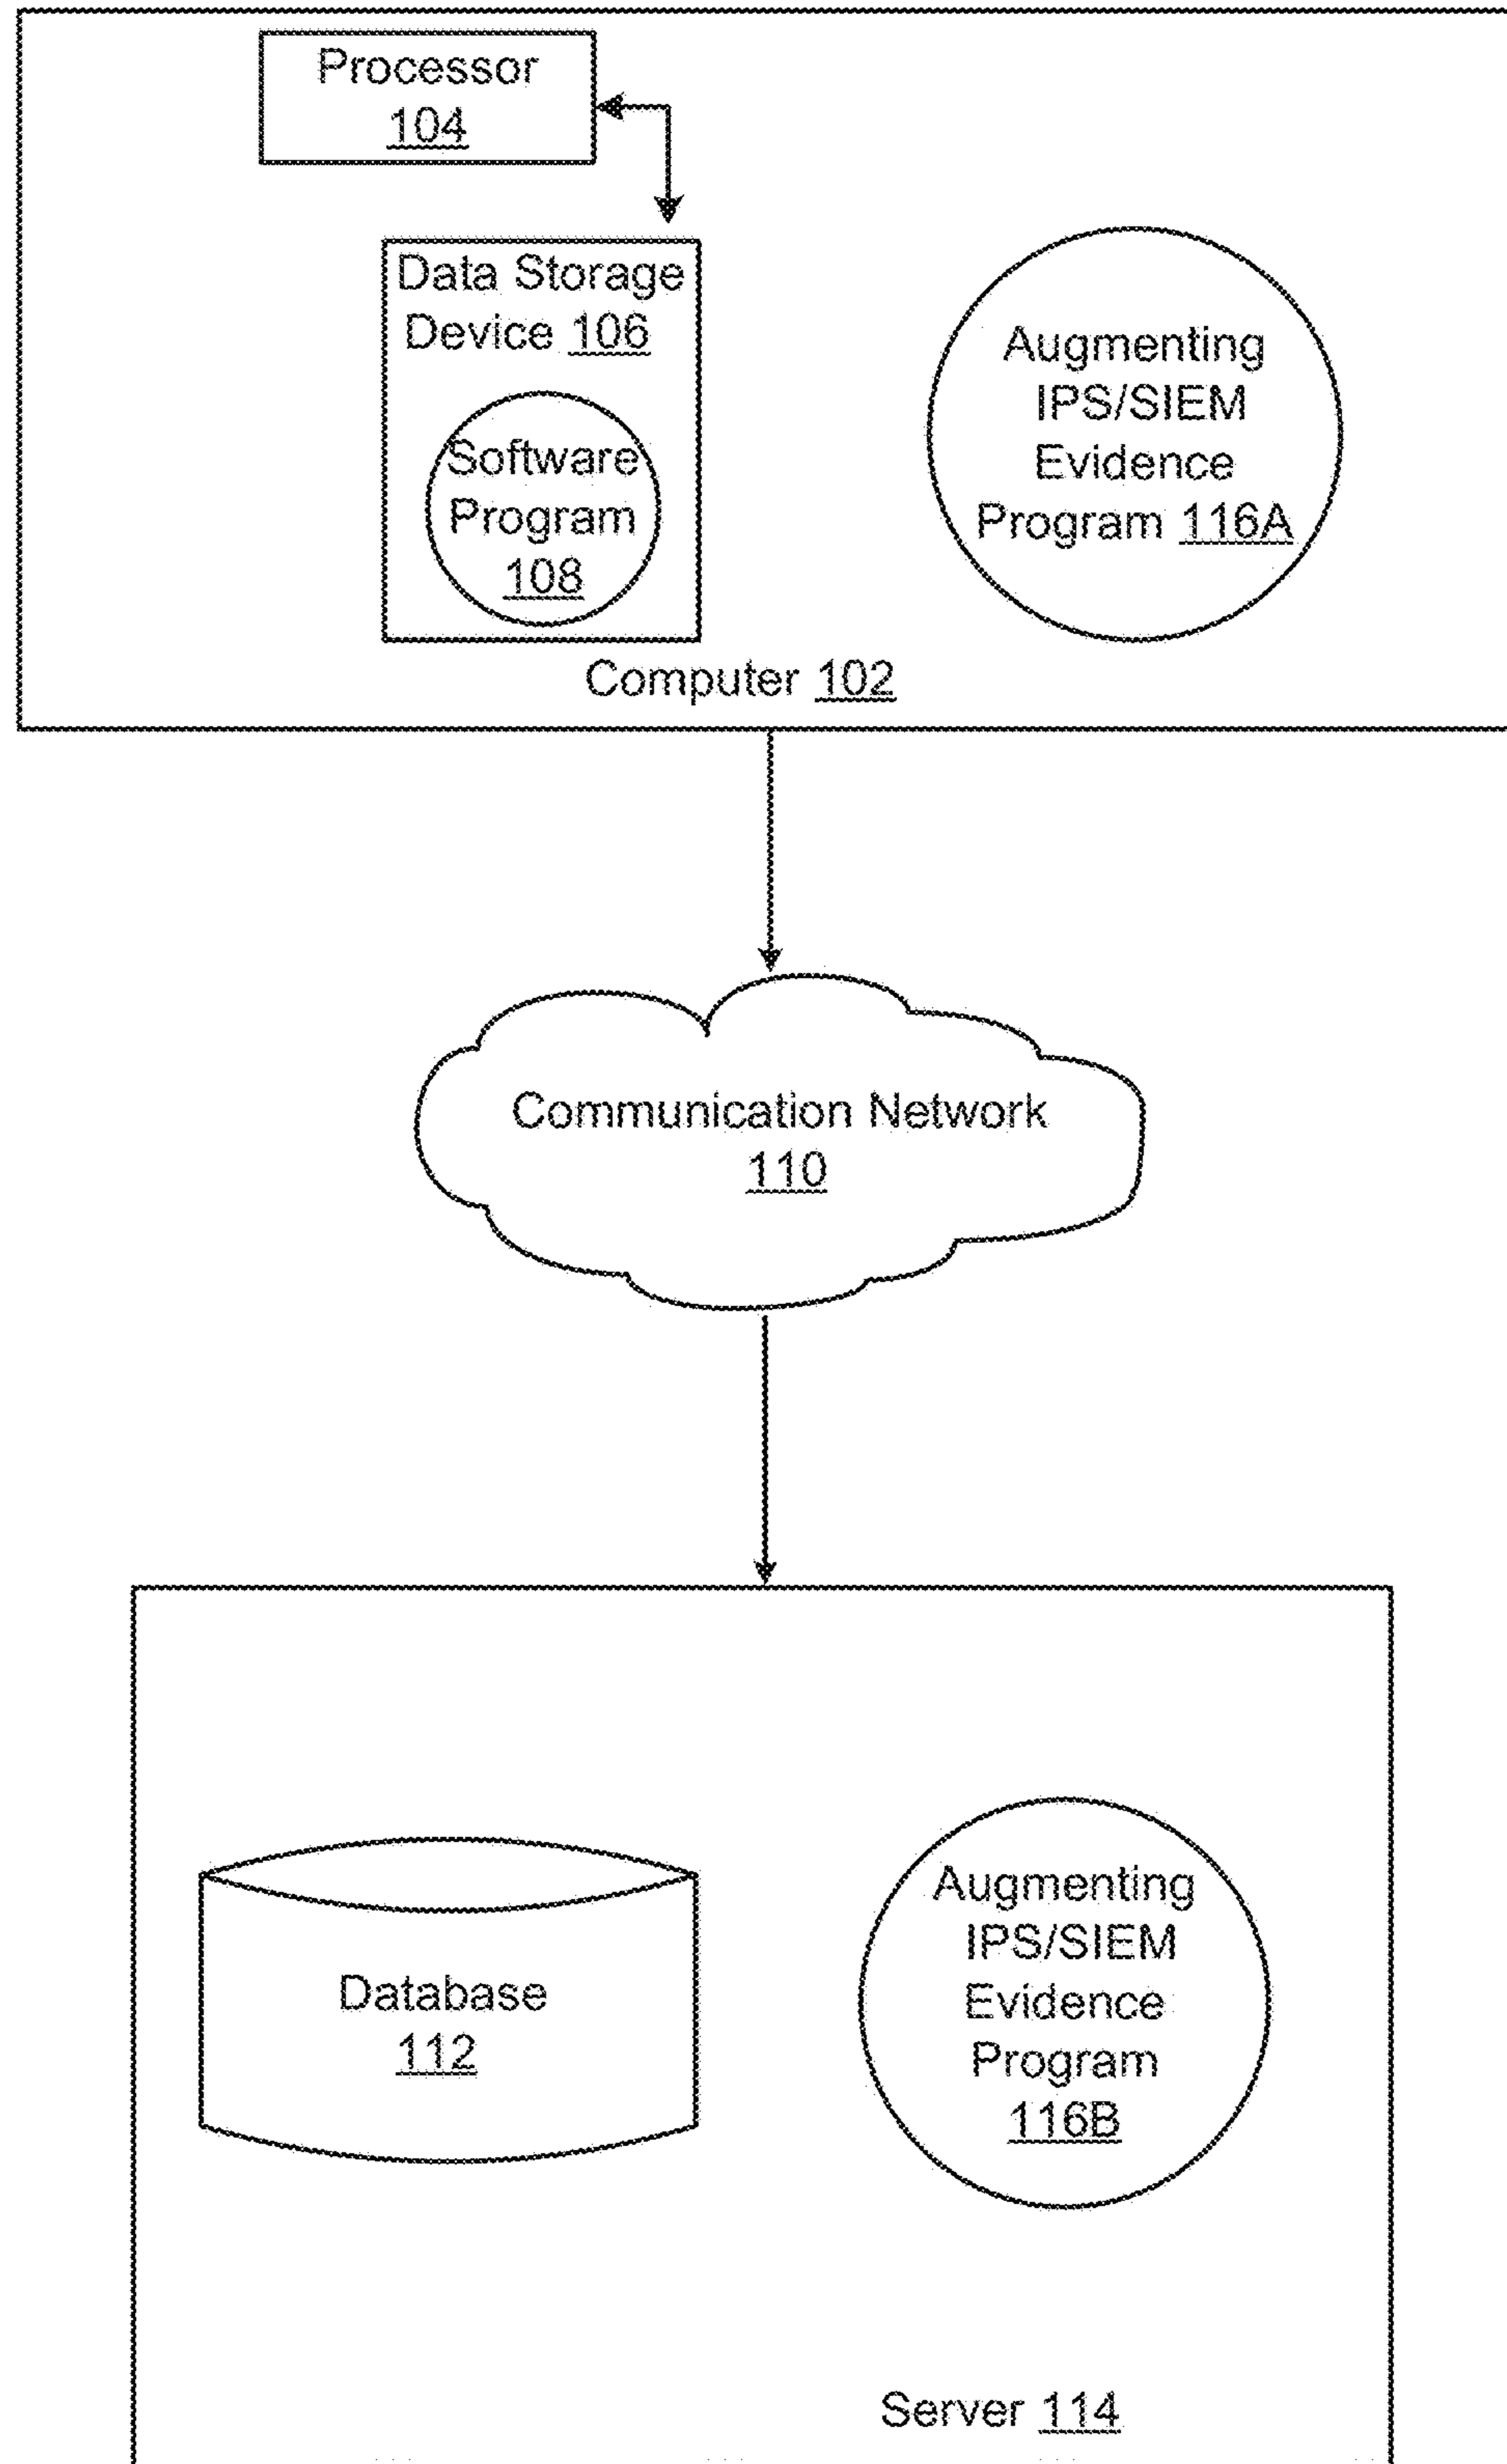 Processor
104
Data Storage
Device 106
Software
Program
108
Augmenting
IPS/SIEM
Evidence
Program 116A
Computer 102
Communication Network
110
Database
112
Augmenting
IPS/SIEM
Evidence
Program
116B
Server 114